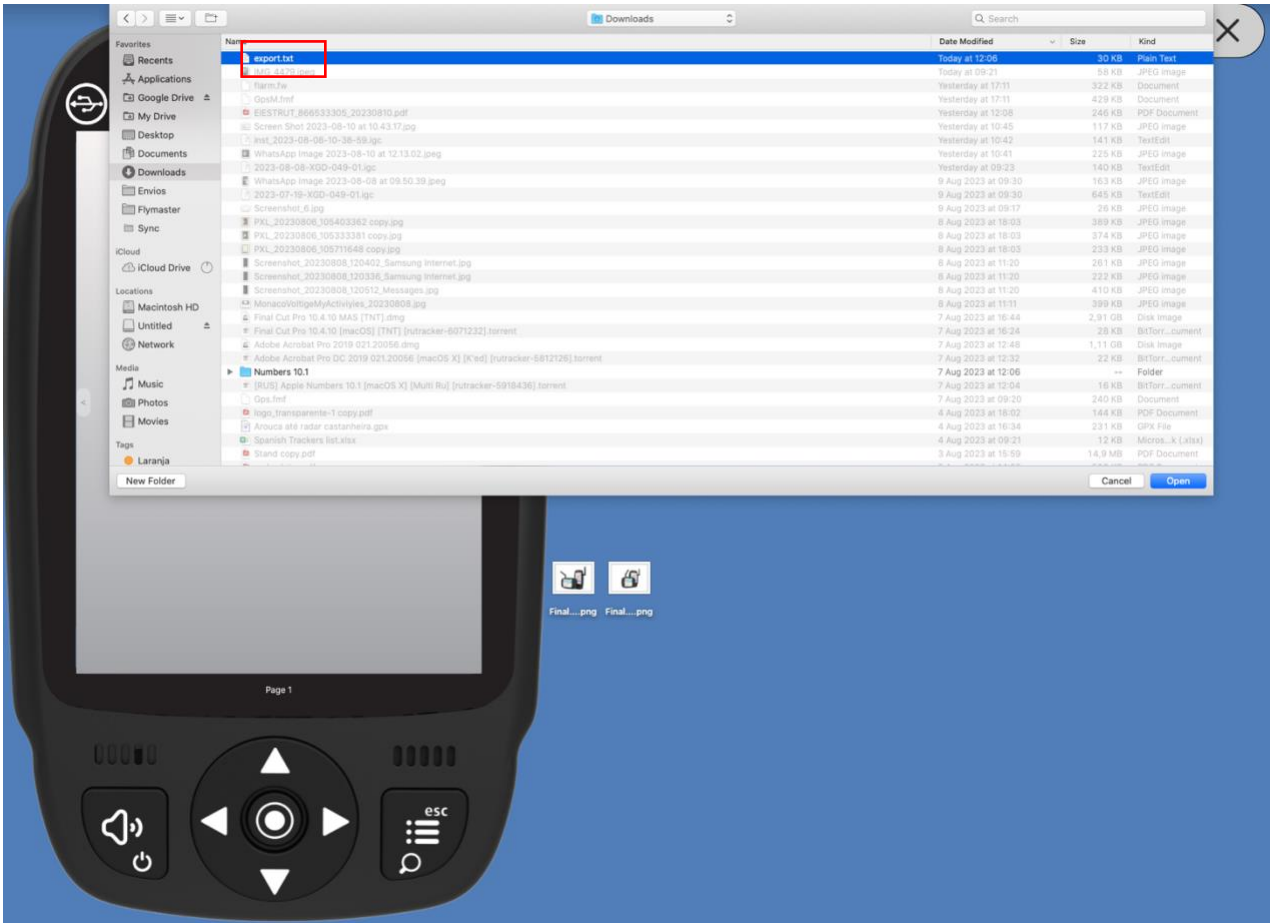 Downloads
Search
Favorites
Recents
Applications
Google Drive
My Drive
Desktop
Documents
Downloads
Envios
Flymaster
Sync
iCloud
iCloud Drive
Locations
Macintosh HD
Untitled
Network
Media
Music
Photos
Movies
Tags
Laranja
Name Date Modified Size Kind
export.txt Today at 12:06 30 KB Plain Text
IMG_4479.jpeg Today at 09:21 58 KB JPEG image
flarm.fw Yesterday at 17:11 322 KB Document
GpsM.fmf Yesterday at 17:11 429 KB Document
EIESTRUT_866533305_20230810.pdf Yesterday at 12:08 246 KB PDF Document
Screen Shot 2023-08-10 at 10.43.17.jpg Yesterday at 10:45 117 KB JPEG image
inst_2023-08-08-10-38-59.igc Yesterday at 10:42 141 KB TextEdit
WhatsApp Image 2023-08-10 at 12.13.02.jpeg Yesterday at 10:41 225 KB JPEG image
2023-08-08-XGD-049-01.igc Yesterday at 09:23 140 KB TextEdit
WhatsApp Image 2023-08-08 at 09.50.39.jpeg 9 Aug 2023 at 09:30 163 KB JPEG image
2023-07-19-XGD-049-01.igc 9 Aug 2023 at 09:30 645 KB TextEdit
Screenshot_6.jpg 9 Aug 2023 at 09:17 26 KB JPEG image
PXL_20230806_105403362 copy.jpg 8 Aug 2023 at 18:03 389 KB JPEG image
PXL_20230806_105333381 copy.jpg 8 Aug 2023 at 18:03 374 KB JPEG image
PXL_20230806_105711648 copy.jpg 8 Aug 2023 at 18:03 233 KB JPEG image
Screenshot_20230808_120402_Samsung Internet.jpg 8 Aug 2023 at 11:20 261 KB JPEG image
Screenshot_20230808_120336_Samsung Internet.jpg 8 Aug 2023 at 11:20 222 KB JPEG image
Screenshot_20230808_120512_Messages.jpg 8 Aug 2023 at 11:20 410 KB JPEG image
MonacoVoltigeMyActiviyies_20230808.jpg 8 Aug 2023 at 11:11 399 KB JPEG image
Final Cut Pro 10.4.10 MAS [TNT].dmg 7 Aug 2023 at 16:44 2,91 GB Disk Image
Final Cut Pro 10.4.10 [macOS] [TNT] [rutracker-6071232].torrent 7 Aug 2023 at 16:24 28 KB BitTorr...cument
Adobe Acrobat Pro 2019 021.20056.dmg 7 Aug 2023 at 12:48 1,11 GB Disk Image
Adobe Acrobat Pro DC 2019 021.20056 [macOS X] [K'ed] [rutracker-5812126].torrent 7 Aug 2023 at 12:32 22 KB BitTorr...cument
Numbers 10.1 7 Aug 2023 at 12:06 -- Folder
[RUS] Apple Numbers 10.1 [macOS X] [Multi Ru] [rutracker-5918436].torrent 7 Aug 2023 at 12:04 16 KB BitTorr...cument
Gps.fmf 7 Aug 2023 at 09:20 240 KB Document
logo_transparente-1 copy.pdf 4 Aug 2023 at 18:02 144 KB PDF Document
Arouca até radar castanheira.gpx 4 Aug 2023 at 16:34 231 KB GPX File
Spanish Trackers list.xlsx 4 Aug 2023 at 09:21 12 KB Micros...k (.xlsx)
Stand copy.pdf 3 Aug 2023 at 15:59 14,9 MB PDF Document
New Folder Cancel Open
Final....png Final....png
Page 1
esc